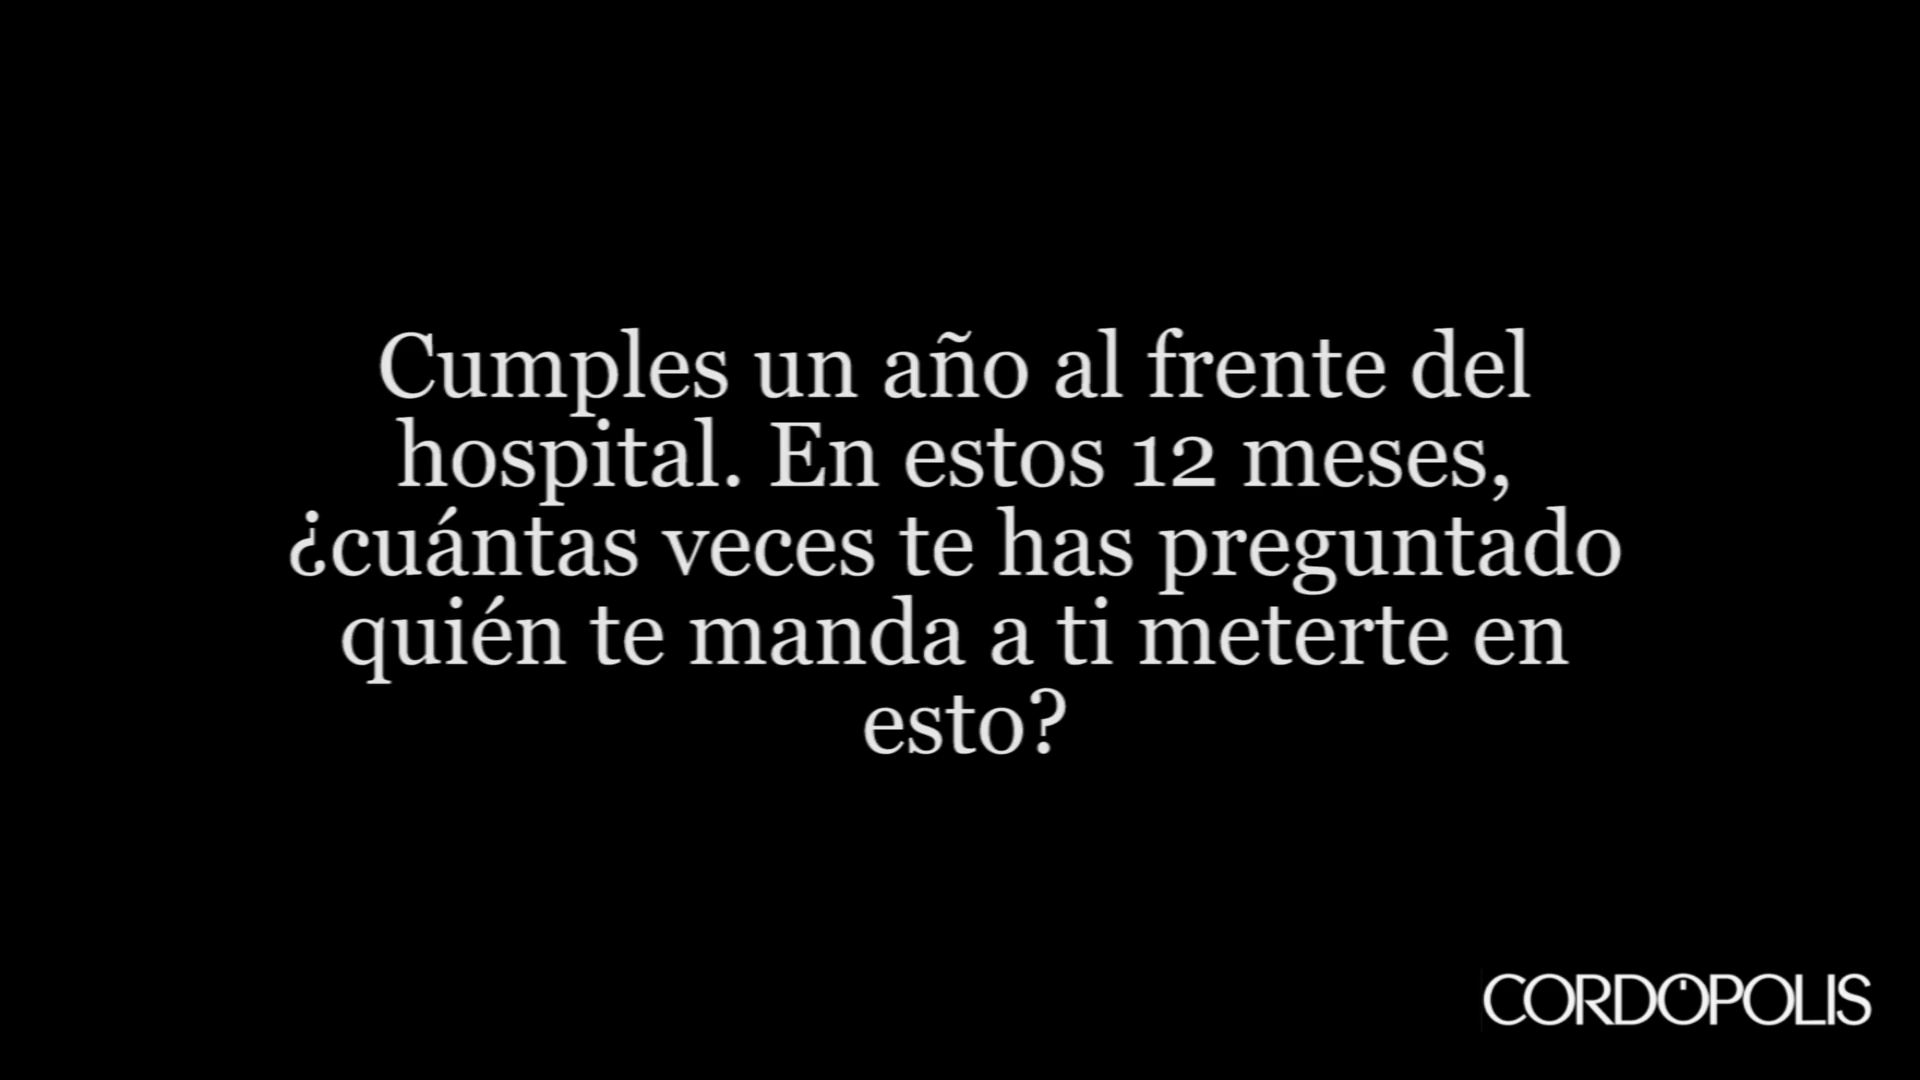 Cumples un año al frente del
hospital. En estos 12 meses,
¿cuántas veces te has preguntado
quién te manda a ti meterte en
esto?
CORDÓPOLIS